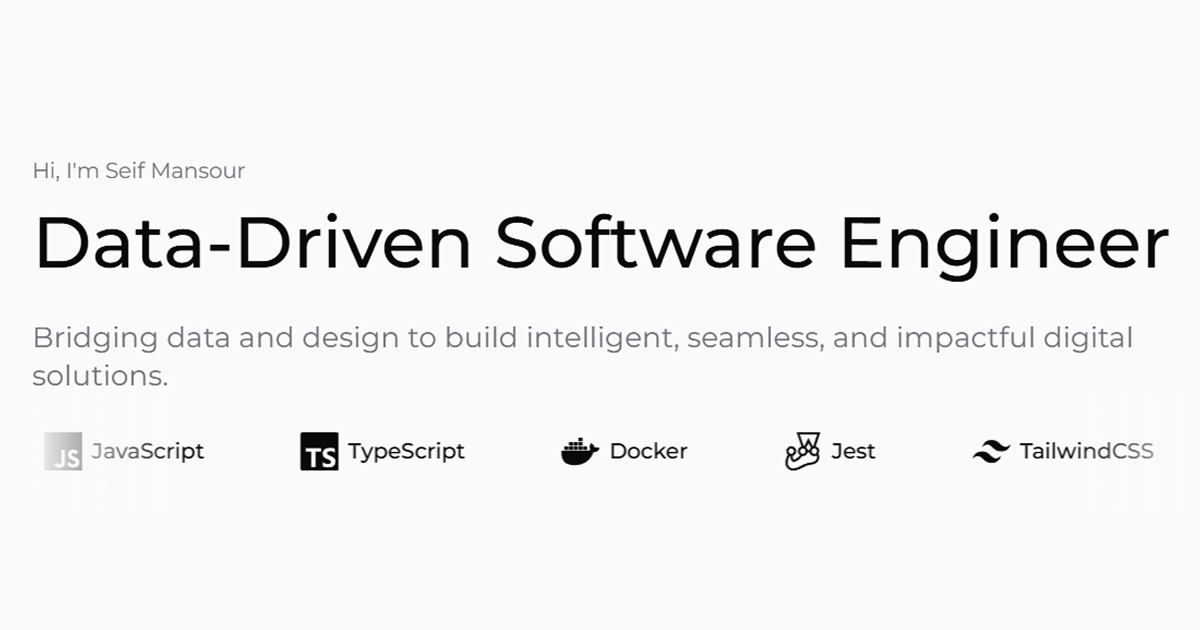 Hi, I'm Seif Mansour
Data-Driven Software Engineer
Bridging data and design to build intelligent, seamless, and impactful digital
solutions.
JS JavaScript TS TypeScript Docker Jest TailwindCSS